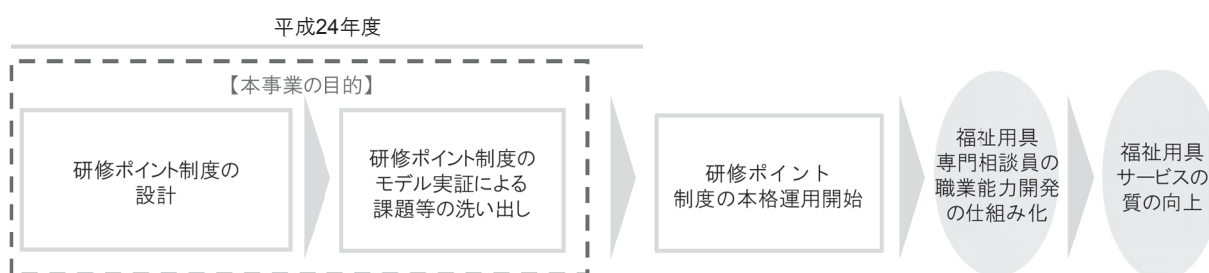 平成24年度
【本事業の目的】
研修ポイント制度の
設計
研修ポイント制度の
モデル実証による
課題等の洗い出し
研修ポイント
制度の本格運用開始
福祉用具
専門相談員の
職業能力開発
の仕組み化
福祉用具
サービスの
質の向上